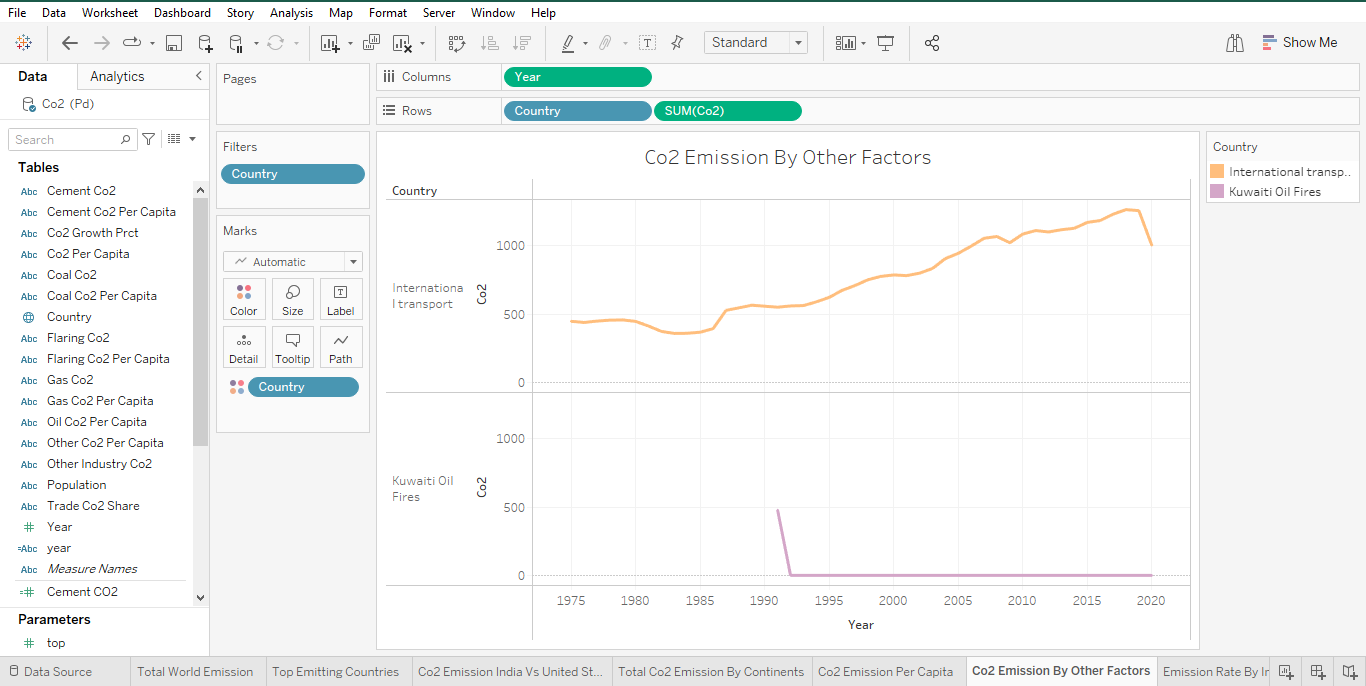 File Data Worksheet Dashboard Story Analysis Map Format Server Window Help
Standard
Show Me
Data Analytics
Co2 (Pd)
Search
Tables
Abc Cement Co2
Abc Cement Co2 Per Capita
Abc Co2 Growth Prct
Abc Co2 Per Capita
Abc Coal Co2
Abc Coal Co2 Per Capita
Country
Abc Flaring Co2
Abc Flaring Co2 Per Capita
Abc Gas Co2
Abc Gas Co2 Per Capita
Abc Oil Co2 Per Capita
Abc Other Co2 Per Capita
Abc Other Industry Co2
Abc Population
Abc Trade Co2 Share
# Year
=Abc year
Abc Measure Names
=# Cement CO2
Parameters
# top
Pages
Filters
Country
Marks
Automatic
Color Size Label
Detail Tooltip Path
Country
Columns Year
Rows Country SUM(Co2)
Co2 Emission By Other Factors
Country
Internationa
l transport
Co2
1000
500
0
Kuwaiti Oil
Fires
Co2
1000
500
0
1975 1980 1985 1990 1995 2000 2005 2010 2015 2020
Year
Country
International transp..
Kuwaiti Oil Fires
Data Source Total World Emission Top Emitting Countries Co2 Emission India Vs United St... Total Co2 Emission By Continents Co2 Emission Per Capita Co2 Emission By Other Factors Emission Rate By Ir